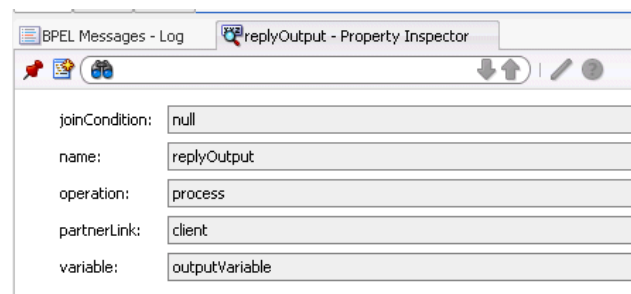 BPEL Messages - Log replyOutput - Property Inspector
joinCondition: null
name: replyOutput
operation: process
partnerLink: client
variable: outputVariable